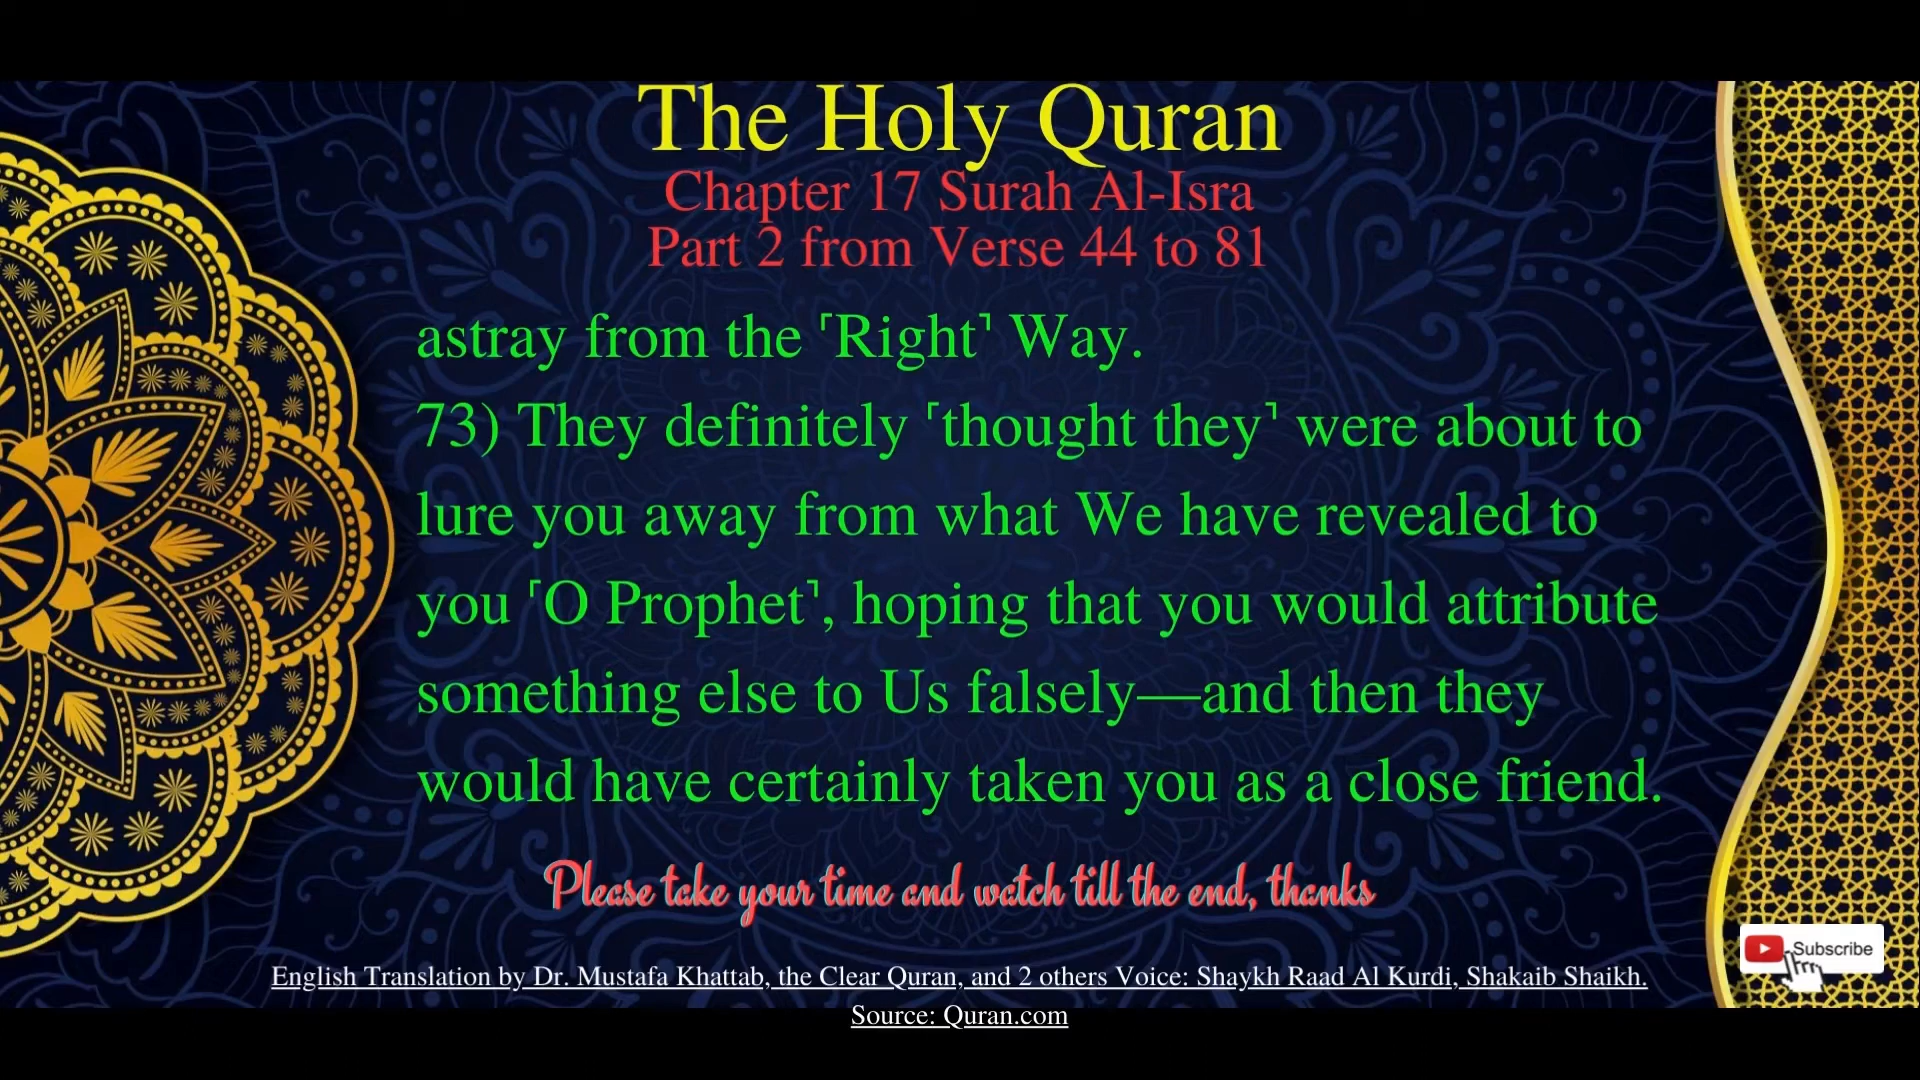 The Holy Quran
Chapter 17 Surah Al-Isra
Part 2 from Verse 44 to 81
astray from the ˹Right˺ Way.
73) They definitely ˹thought they˺ were about to
lure you away from what We have revealed to
you ˹O Prophet˺, hoping that you would attribute
something else to Us falsely—and then they
would have certainly taken you as a close friend.
Please take your time and watch till the end, thanks
Subscribe
English Translation by Dr. Mustafa Khattab, the Clear Quran, and 2 others Voice: Shaykh Raad Al Kurdi, Shakaib Shaikh.
Source: Quran.com